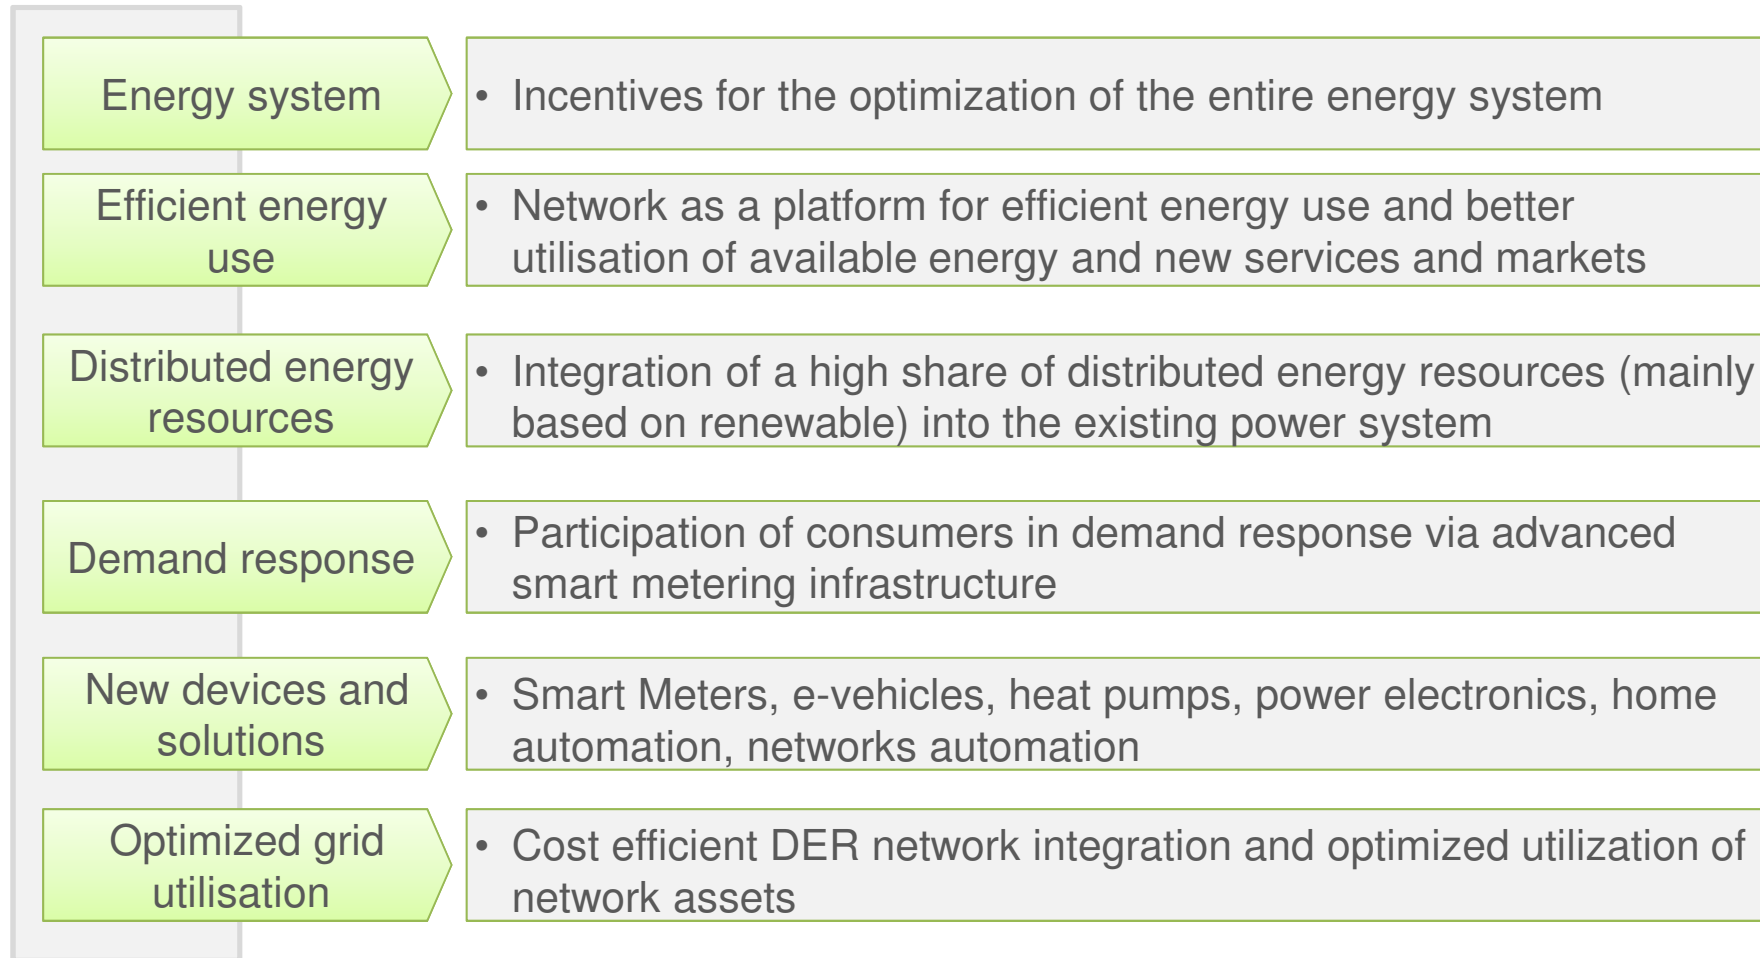 Energy system
• Incentives for the optimization of the entire energy system
Efficient energy
use
• Network as a platform for efficient energy use and better
utilisation of available energy and new services and markets
Distributed energy
resources
• Integration of a high share of distributed energy resources (mainly
based on renewable) into the existing power system
Demand response
• Participation of consumers in demand response via advanced
smart metering infrastructure
New devices and
solutions
• Smart Meters, e-vehicles, heat pumps, power electronics, home
automation, networks automation
Optimized grid
utilisation
• Cost efficient DER network integration and optimized utilization of
network assets